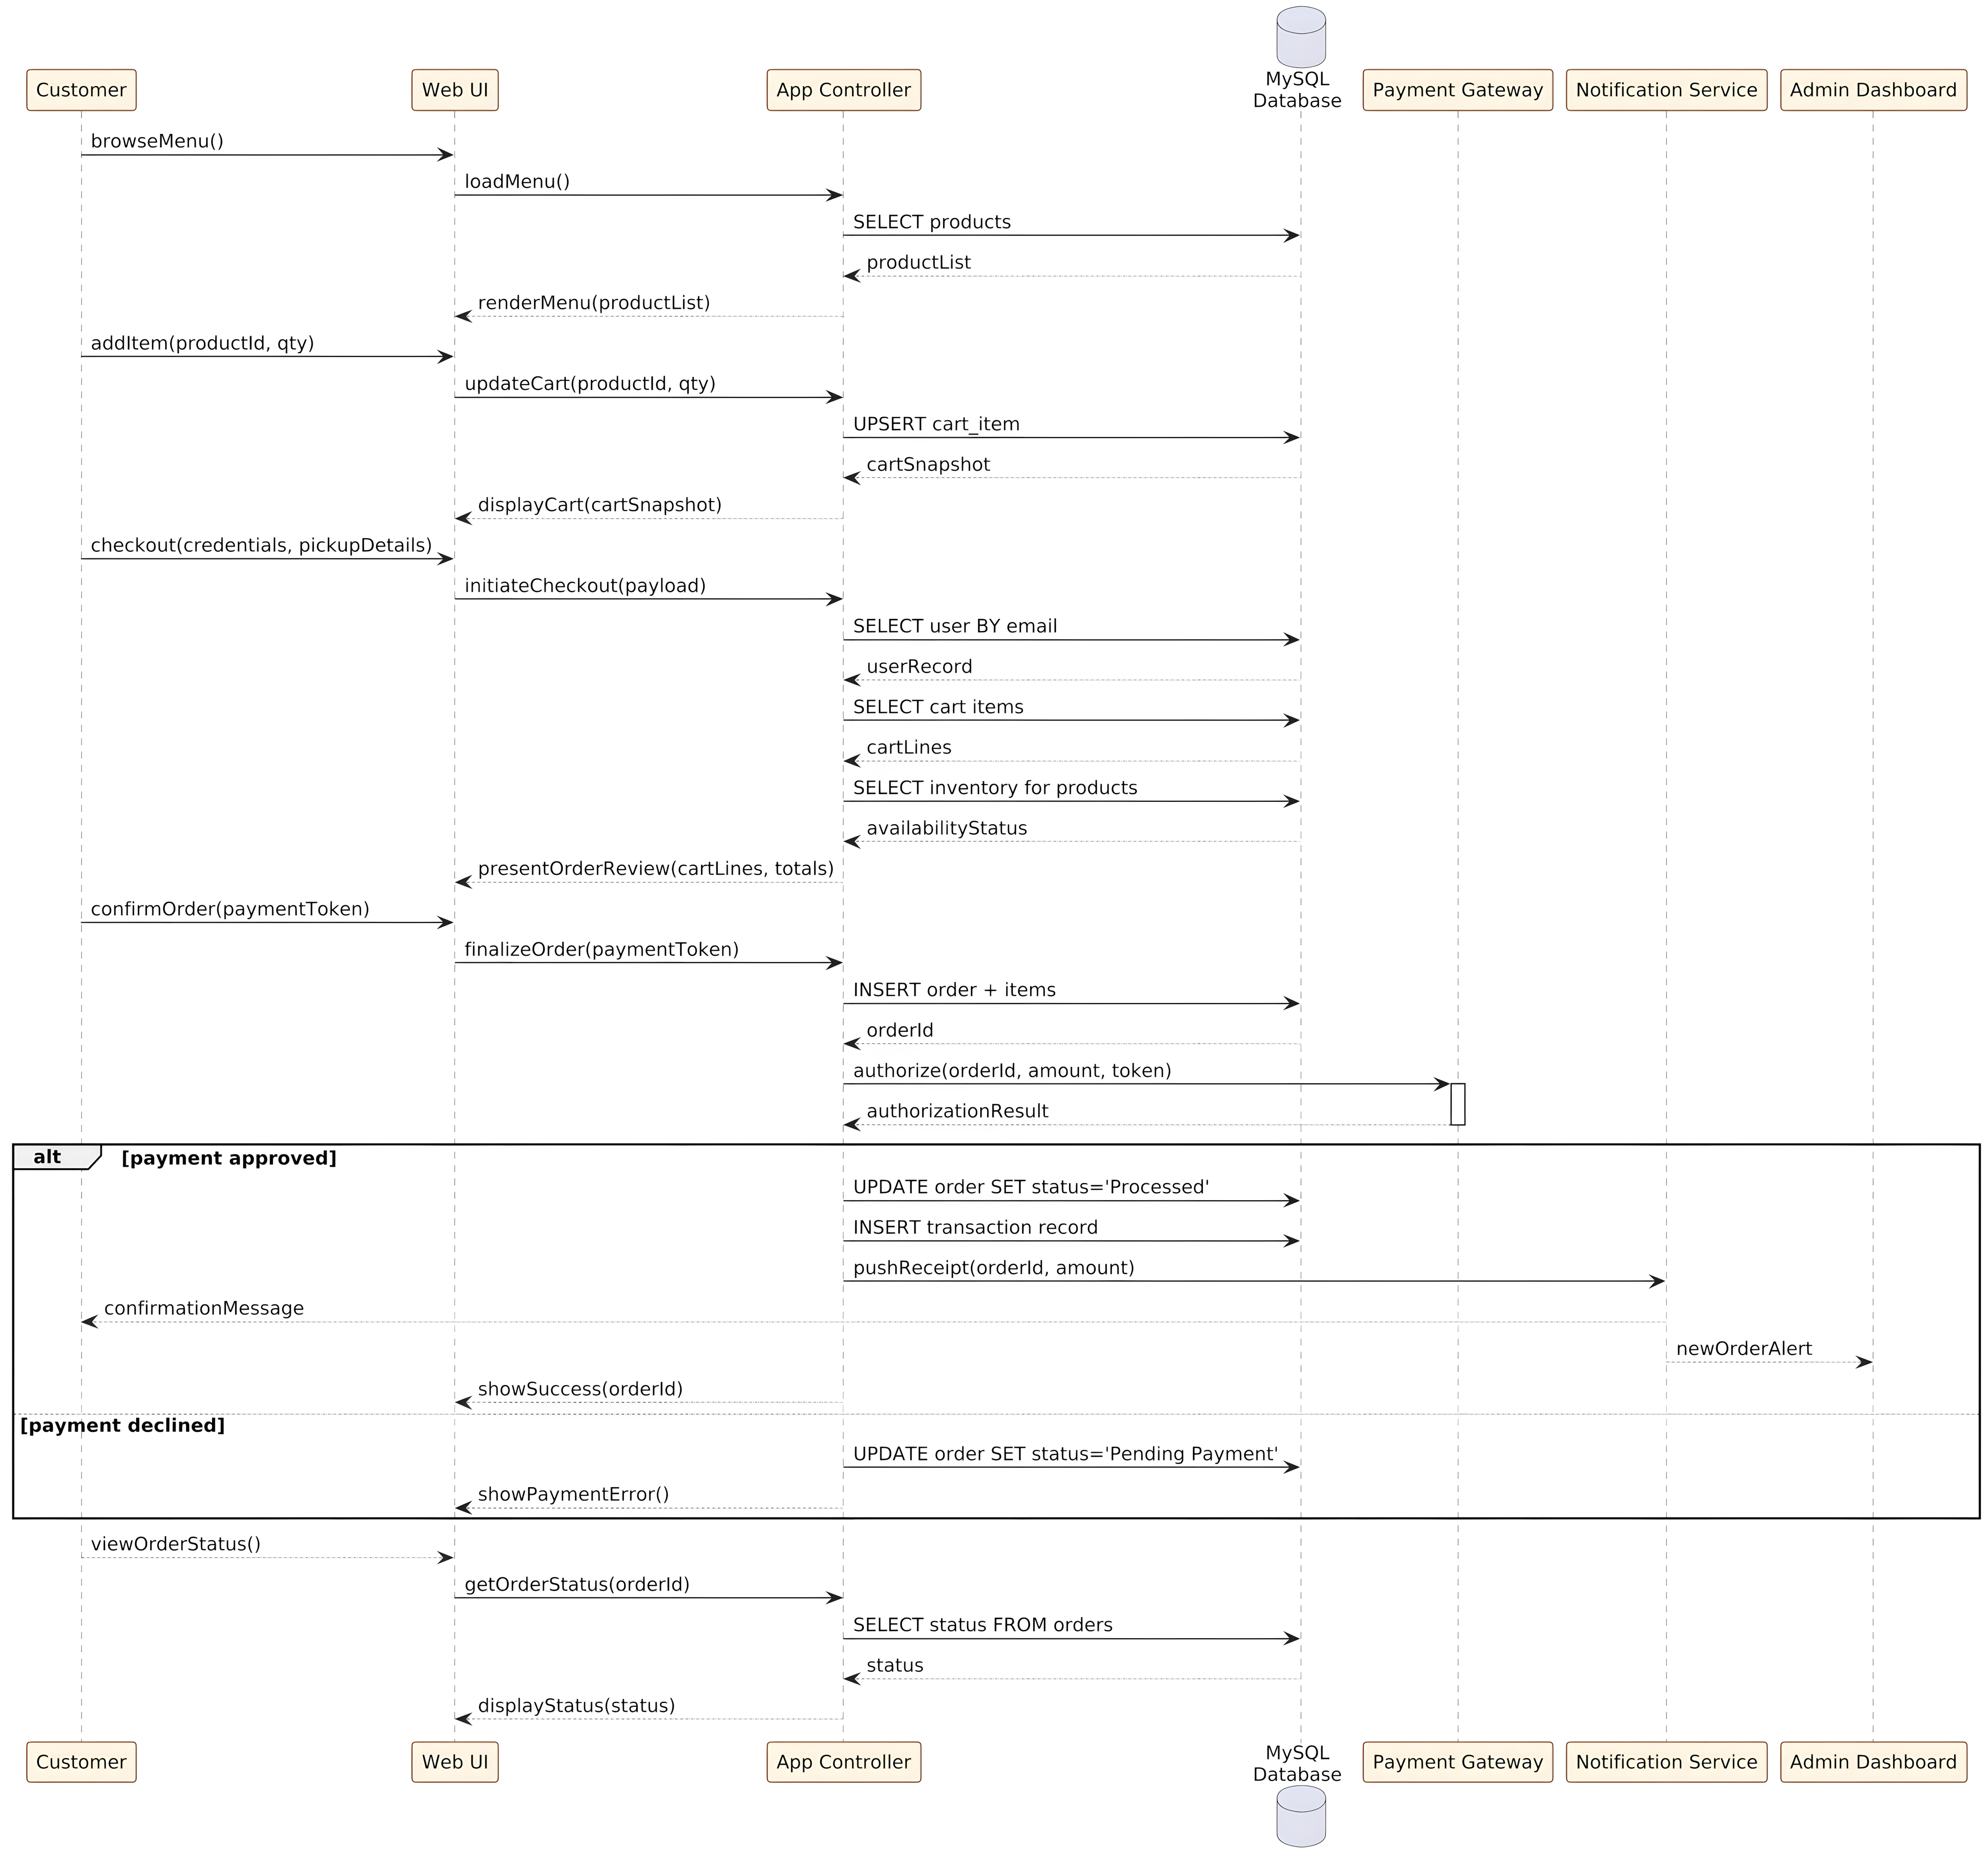 MySQL
Database
Customer
Web UI
App Controller
Payment Gateway
Notification Service
Admin Dashboard
browseMenu()
loadMenu()
SELECT products
productList
renderMenu(productList)
addItem(productId, qty)
updateCart(productId, qty)
UPSERT cart_item
cartSnapshot
displayCart(cartSnapshot)
checkout(credentials, pickupDetails)
initiateCheckout(payload)
SELECT user BY email
userRecord
SELECT cart items
cartLines
SELECT inventory for products
availabilityStatus
presentOrderReview(cartLines, totals)
confirmOrder(paymentToken)
finalizeOrder(paymentToken)
INSERT order + items
orderId
authorize(orderId, amount, token)
authorizationResult
alt
[payment approved]
UPDATE order SET status='Processed'
INSERT transaction record
pushReceipt(orderId, amount)
confirmationMessage
newOrderAlert
showSuccess(orderId)
[payment declined]
UPDATE order SET status='Pending Payment'
showPaymentError()
viewOrderStatus()
getOrderStatus(orderId)
SELECT status FROM orders
status
displayStatus(status)
Customer
Web UI
App Controller
MySQL
Database
Payment Gateway
Notification Service
Admin Dashboard